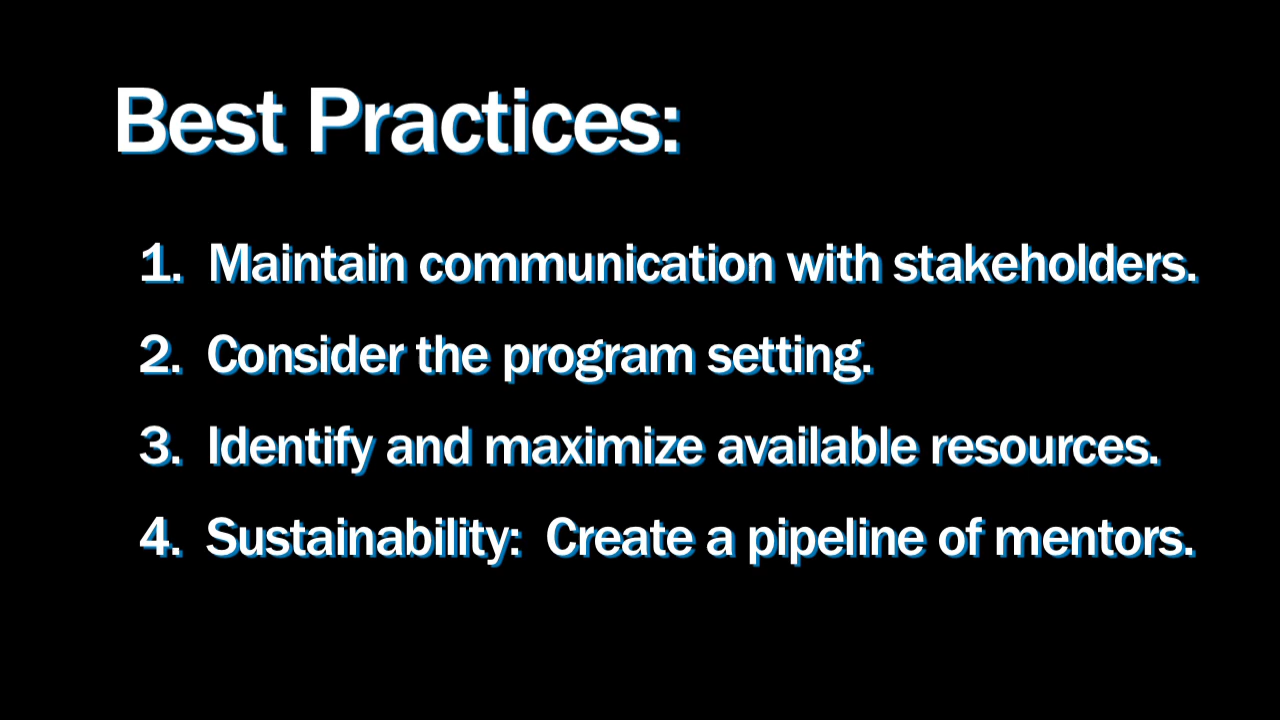 Best Practices:
1. Maintain communication with stakeholders.
2. Consider the program setting.
3. Identify and maximize available resources.
4. Sustainability: Create a pipeline of mentors.